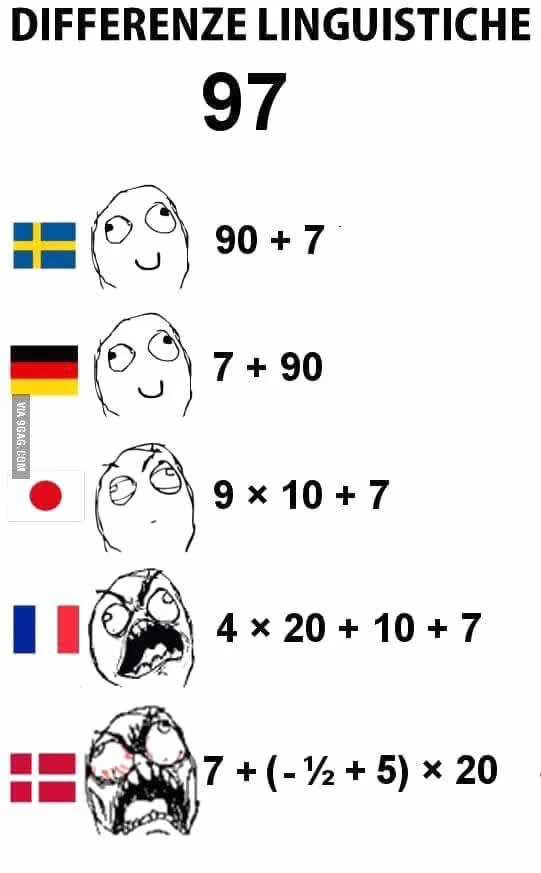 DIFFERENZE LINGUISTICHE
97
90 + 7
7 + 90
VIA 9GAG.COM
9 × 10 + 7
4 × 20 + 10 + 7
7 + (-½ + 5) × 20